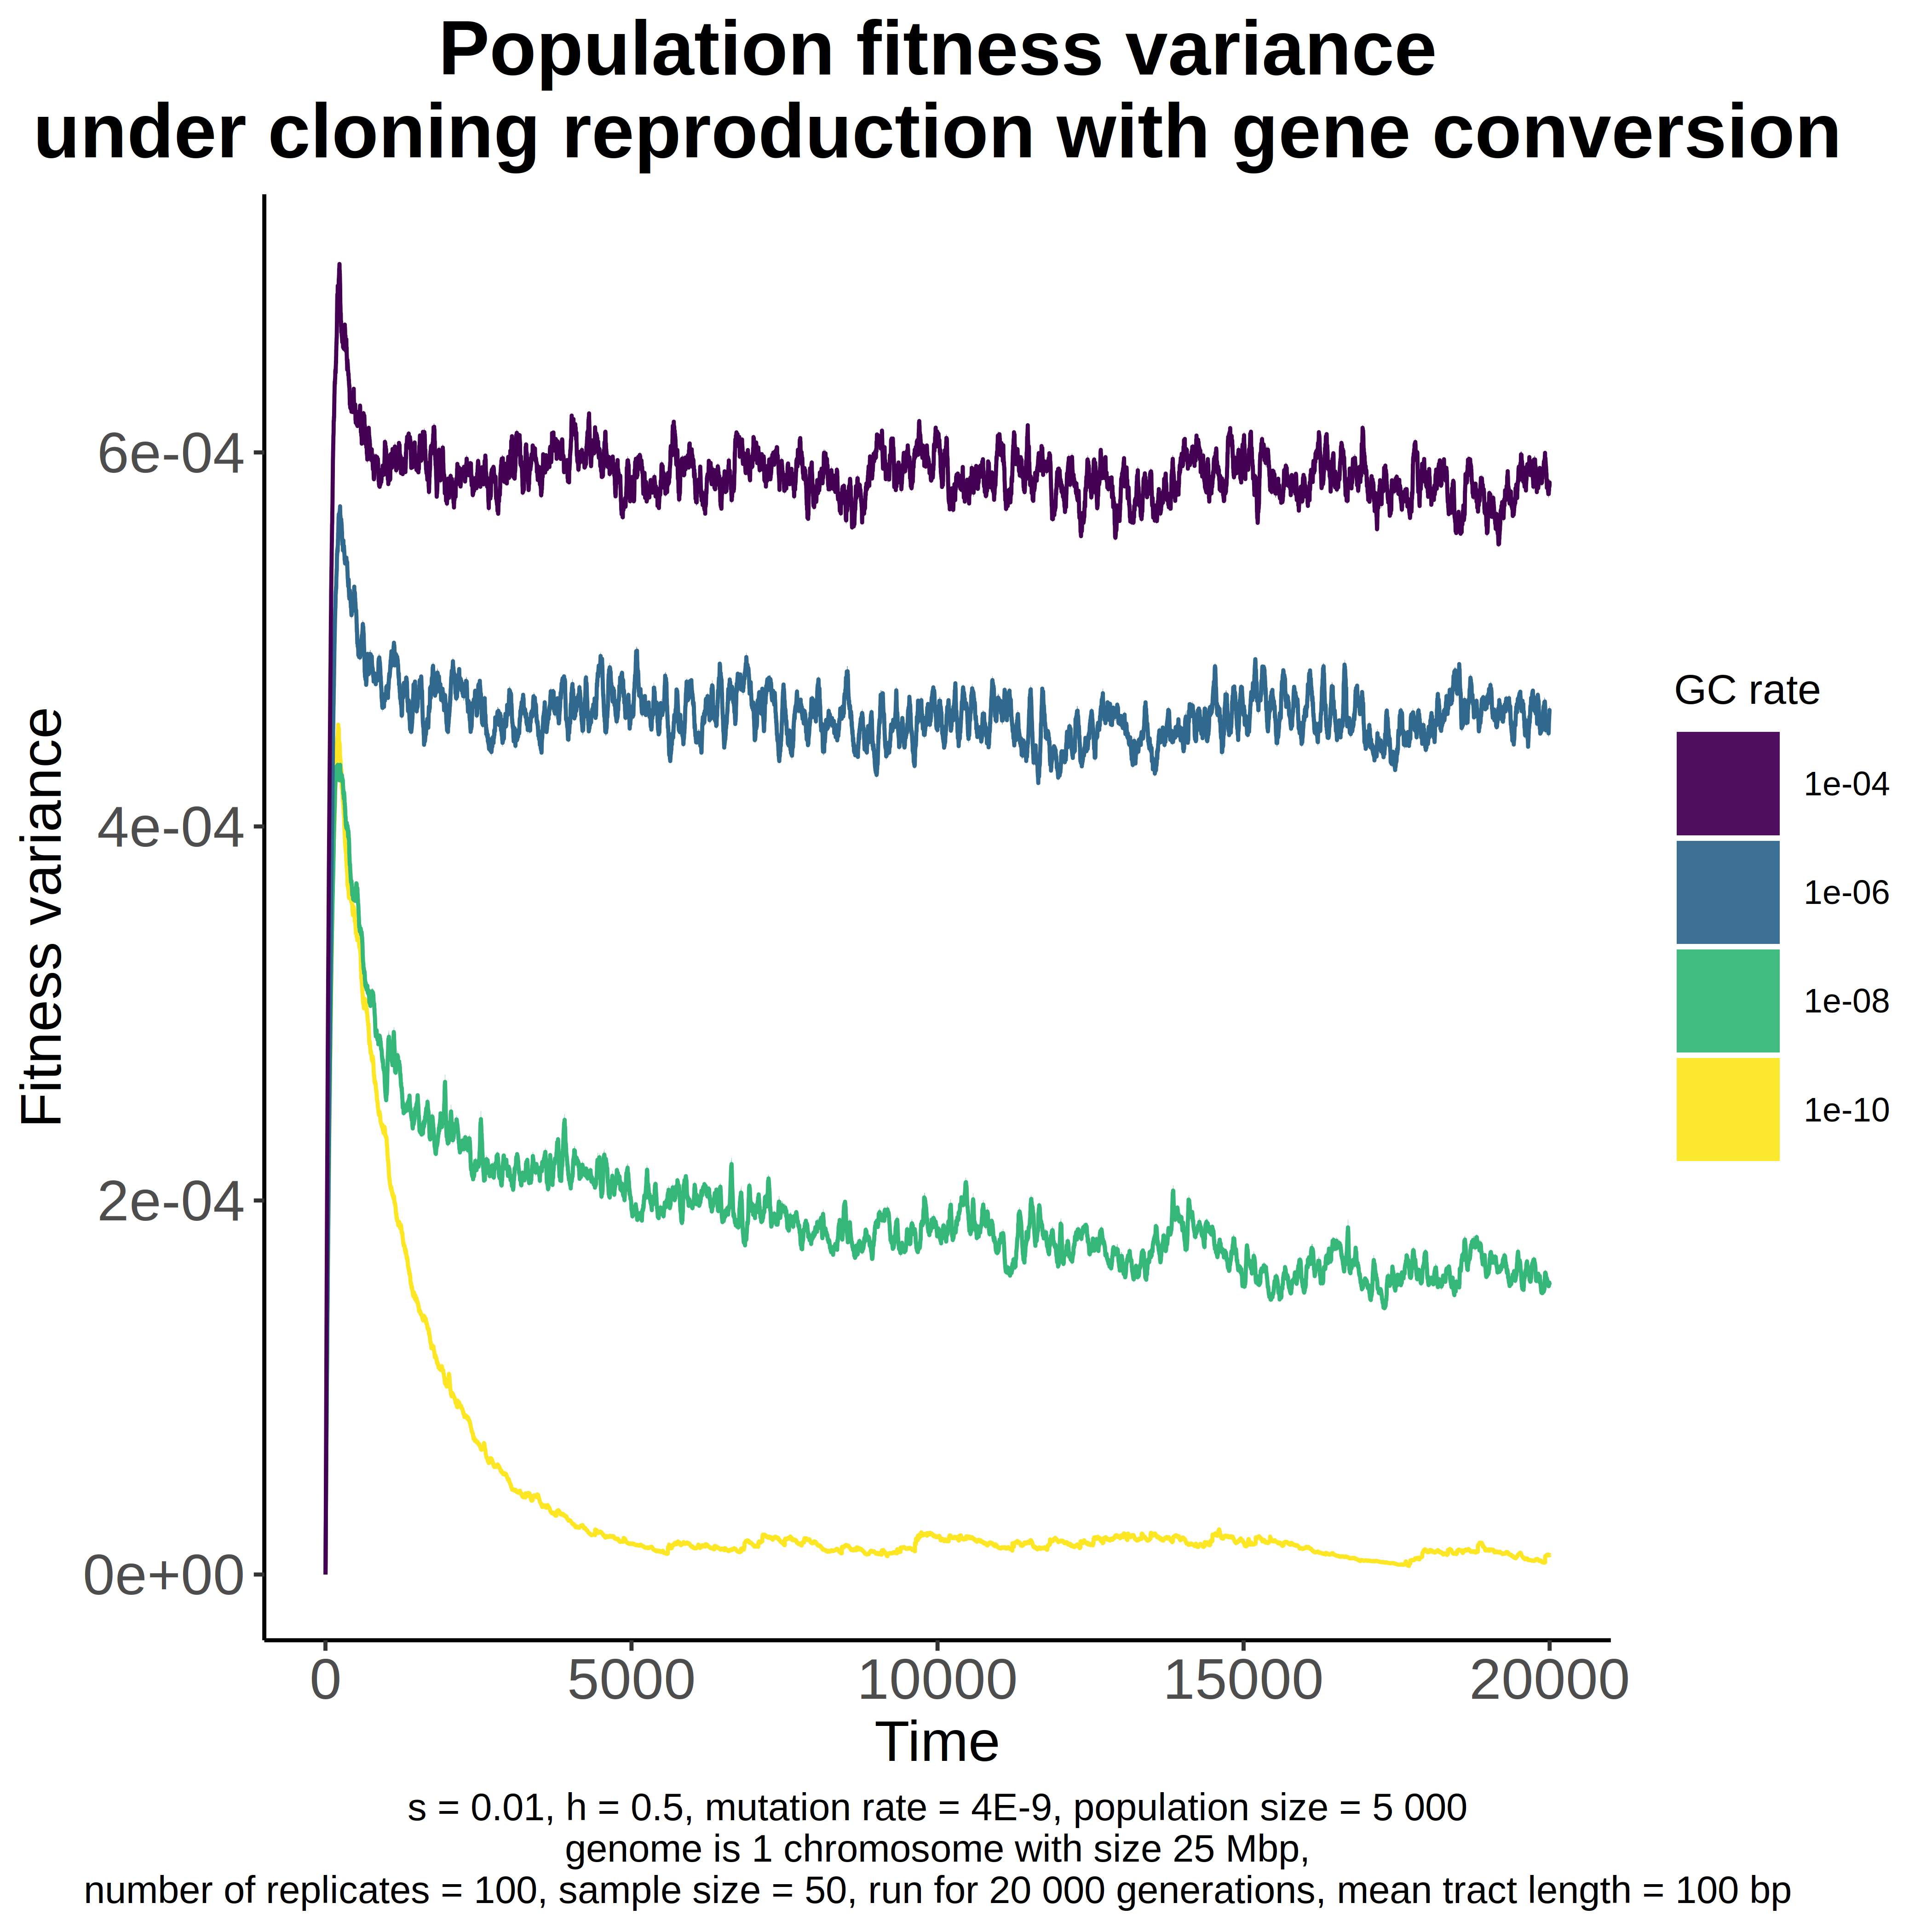 Population fitness variance
under cloning reproduction with gene conversion
Fitness variance
6e-04
4e-04
2e-04
0e+00
0
5000
10000
15000
20000
Time
GC rate
1e-04
1e-06
1e-08
1e-10
s = 0.01, h = 0.5, mutation rate = 4E-9, population size = 5 000
genome is 1 chromosome with size 25 Mbp,
number of replicates = 100, sample size = 50, run for 20 000 generations, mean tract length = 100 bp